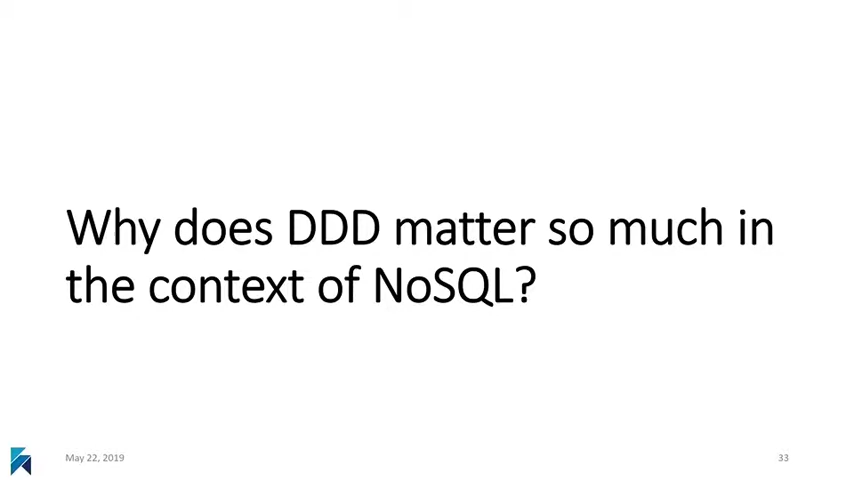 Why does DDD matter so much in
the context of NoSQL?
May 22, 2019
33